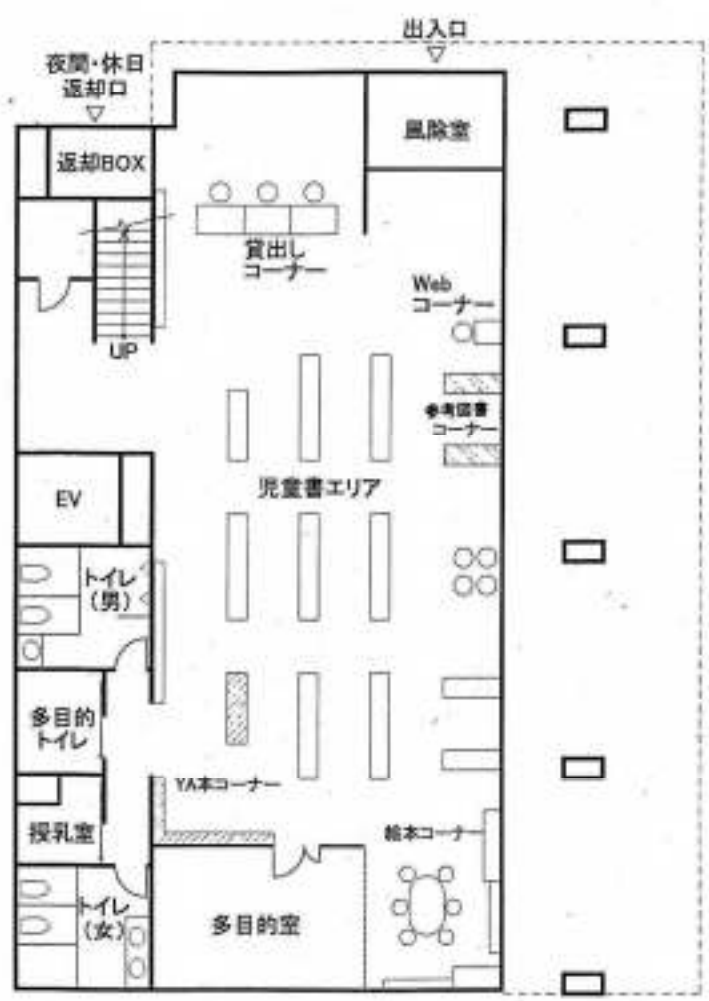 出入口
夜間・休日
返却口
返却BOX
風除室
貸出し
コーナー
Web
コーナー
UP
参考図書
コーナー
児童書エリア
EV
トイレ
(男)
多目的
トイレ
YA本コーナー
授乳室
絵本コーナー
トイレ
(女)
多目的室